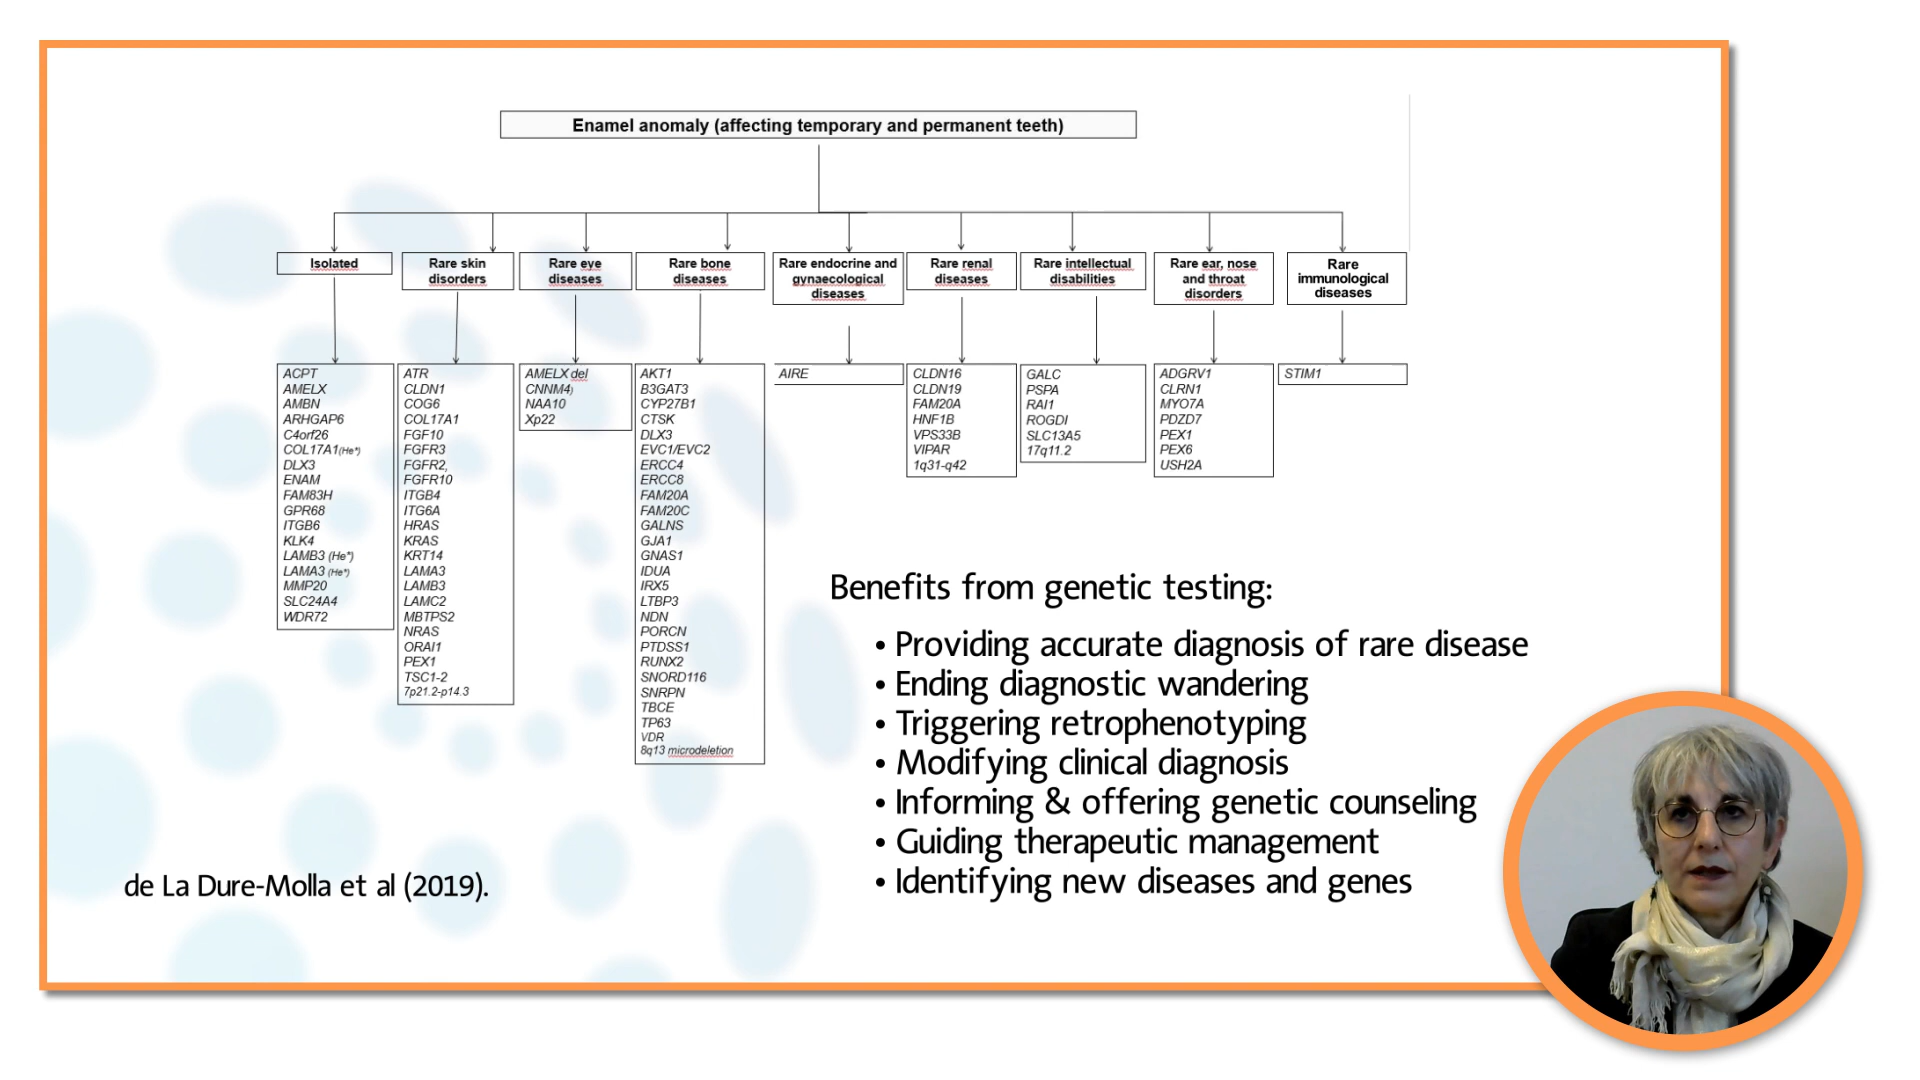 Enamel anomaly (affecting temporary and permanent teeth)
Isolated
Rare skin
disorders
Rare eye
diseases
Rare bone
diseases
Rare endocrine and
gynaecological
diseases
Rare renal
diseases
Rare intellectual
disabilities
Rare ear, nose
and throat
disorders
Rare
immunological
diseases
ACPT
AMELX
AMBN
ARHGAP6
C4orf26
COL17A1(He*)
DLX3
ENAM
FAM83H
GPR68
ITGB6
KLK4
LAMB3 (He*)
LAMA3 (He*)
MMP20
SLC24A4
WDR72
ATR
CLDN1
COG6
COL17A1
FGF10
FGFR3
FGFR2,
FGFR10
ITGB4
ITG6A
HRAS
KRAS
KRT14
LAMA3
LAMB3
LAMC2
MBTPS2
NRAS
ORAI1
PEX1
TSC1-2
7p21.2-p14.3
AMELX del
CNNM4)
NAA10
Xp22
AKT1
B3GAT3
CYP27B1
CTSK
DLX3
EVC1/EVC2
ERCC4
ERCC8
FAM20A
FAM20C
GALNS
GJA1
GNAS1
IDUA
IRX5
LTBP3
NDN
PORCN
PTDSS1
RUNX2
SNORD116
SNRPN
TBCE
TP63
VDR
8q13 microdeletion
AIRE
CLDN16
CLDN19
FAM20A
HNF1B
VPS33B
VIPAR
1q31-q42
GALC
PSPA
RAI1
ROGDI
SLC13A5
17q11.2
ADGRV1
CLRN1
MYO7A
PDZD7
PEX1
PEX6
USH2A
STIM1
Benefits from genetic testing:
• Providing accurate diagnosis of rare disease
• Ending diagnostic wandering
• Triggering retrophenotyping
• Modifying clinical diagnosis
• Informing & offering genetic counseling
• Guiding therapeutic management
• Identifying new diseases and genes
de La Dure-Molla et al (2019).